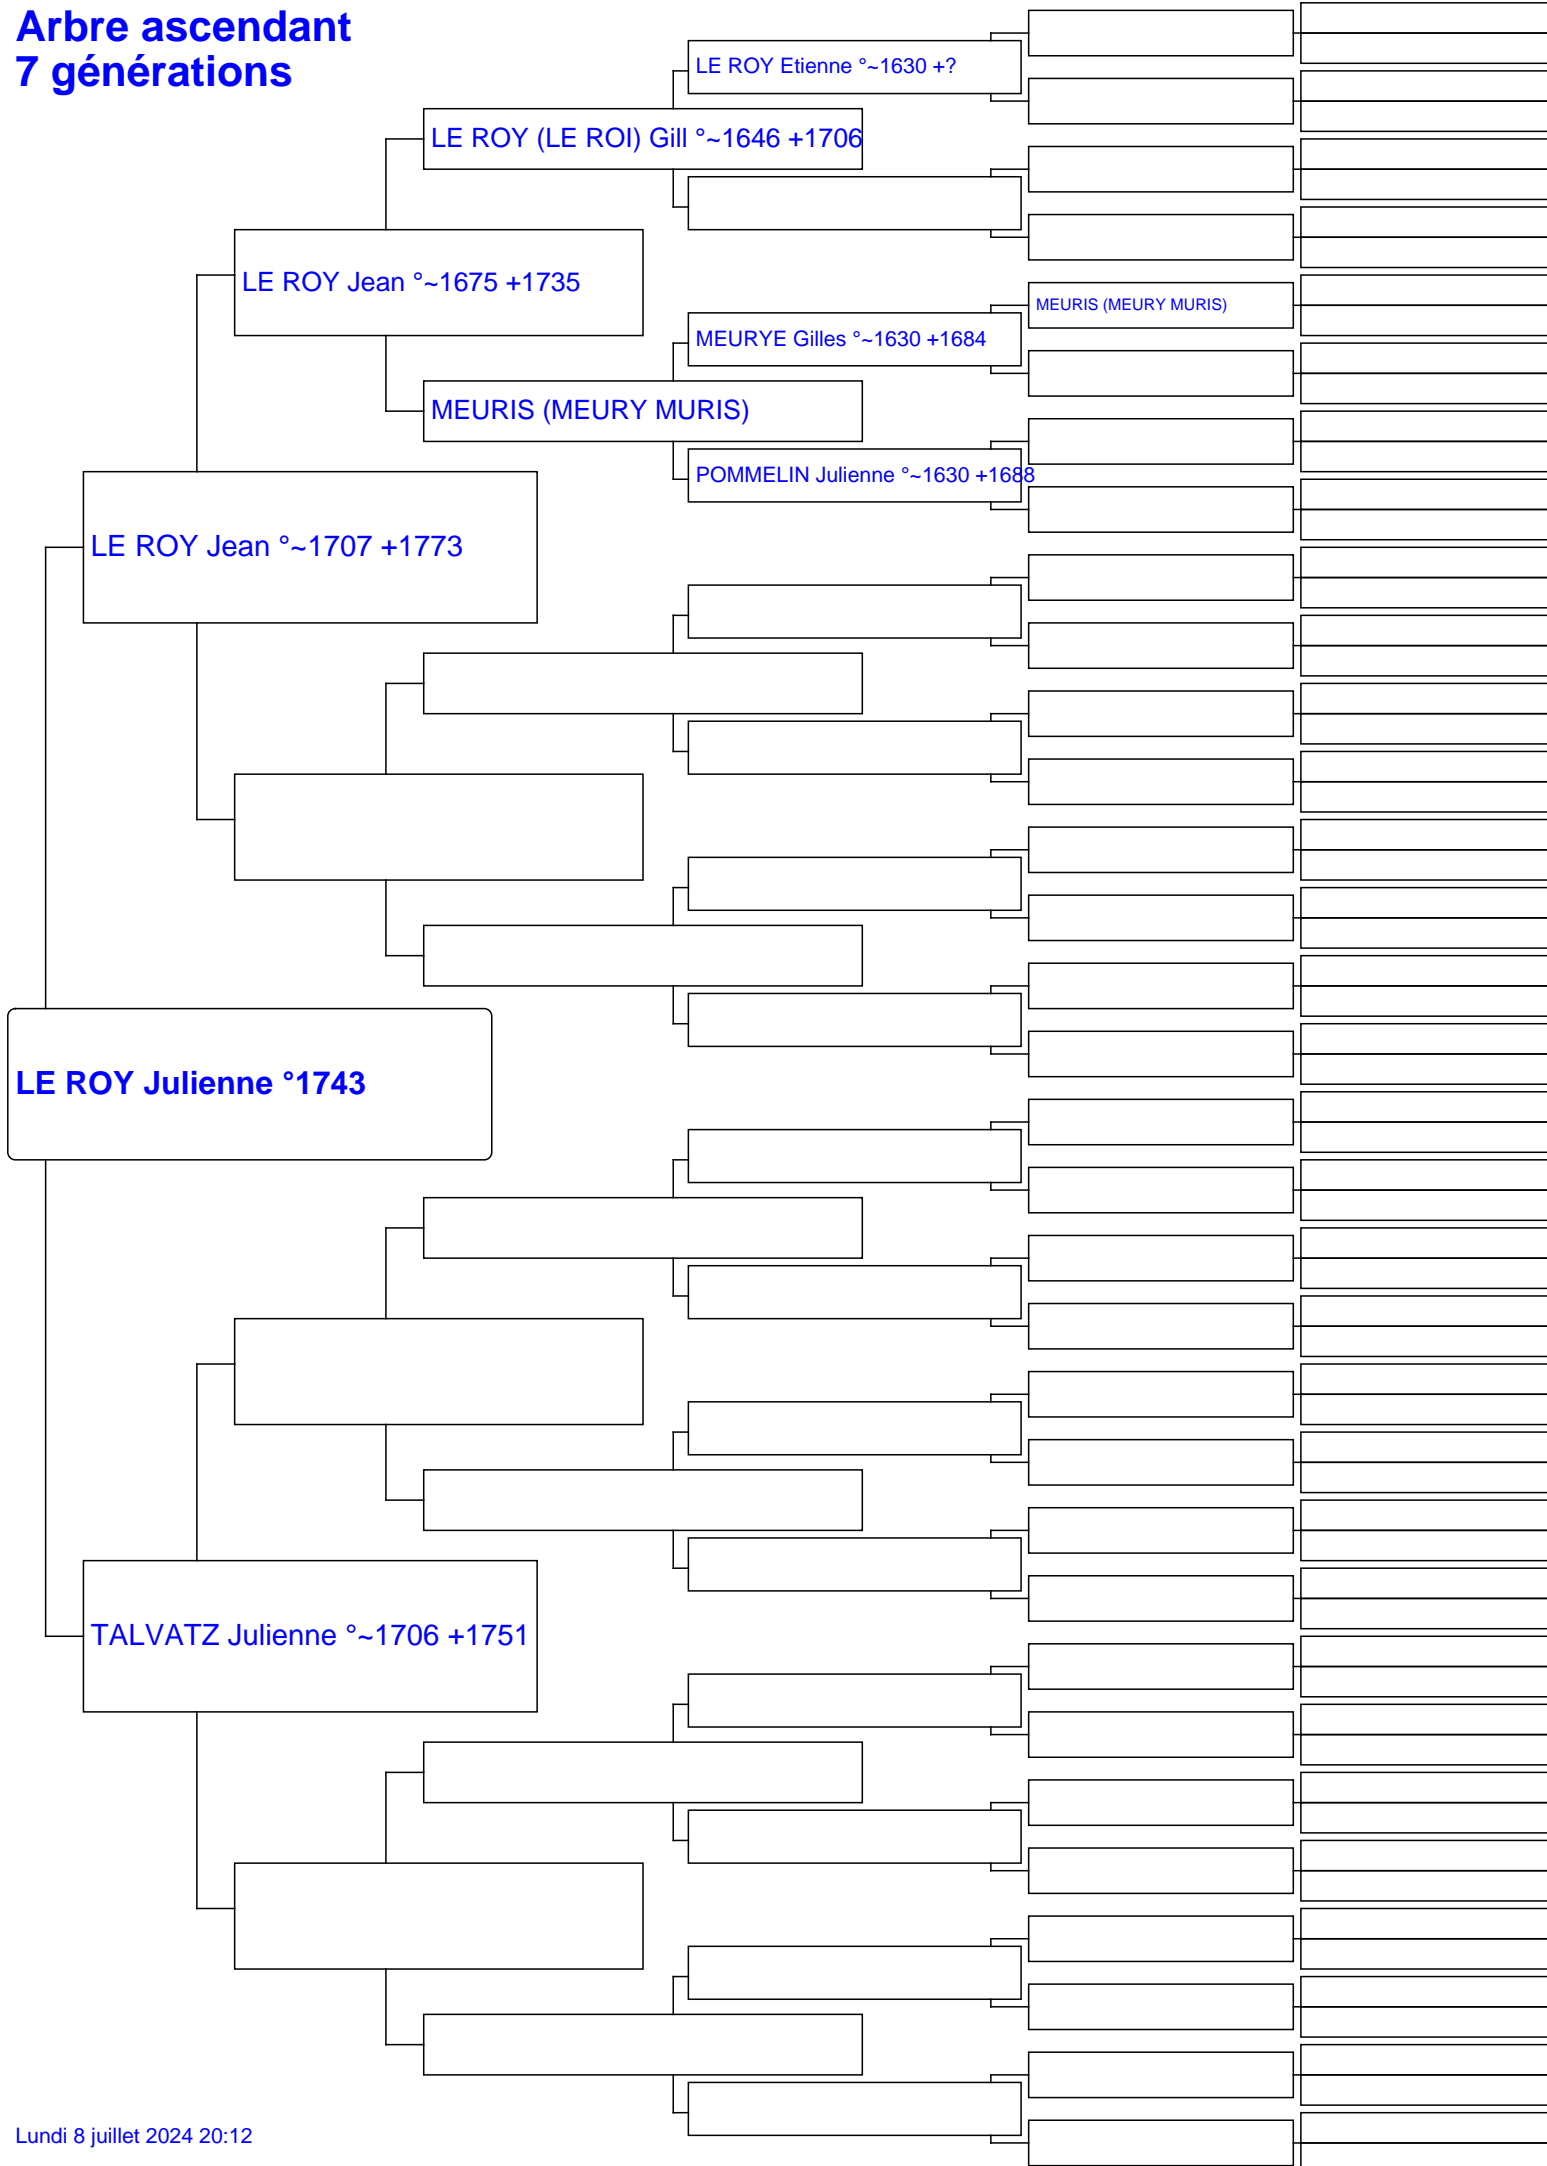 Arbre ascendant
7 générations
LE ROY Etienne °~1630 +?
LE ROY (LE ROI) Gill °~1646 +1706
LE ROY Jean °~1675 +1735
MEURIS (MEURY MURIS)
MEURYE Gilles °~1630 +1684
MEURIS (MEURY MURIS)
POMMELIN Julienne °~1630 +1688
LE ROY Jean °~1707 +1773
LE ROY Julienne °1743
TALVATZ Julienne °~1706 +1751
Lundi 8 juillet 2024 20:12